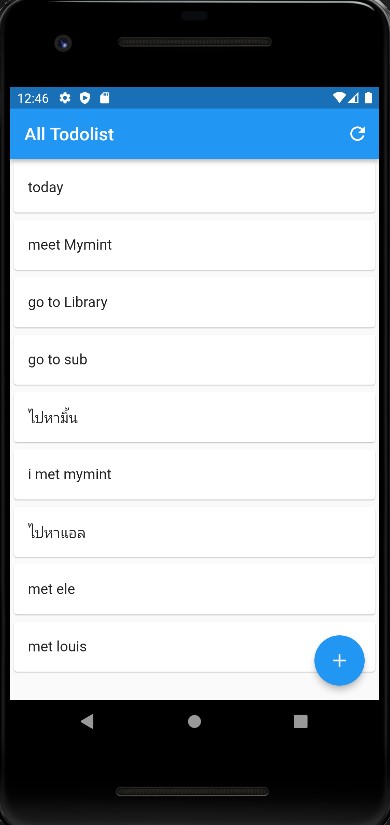 12:46
All Todolist
today
meet Mymint
go to Library
go to sub
ไปหามิ้น
i met mymint
ไปหาแอล
met ele
met louis